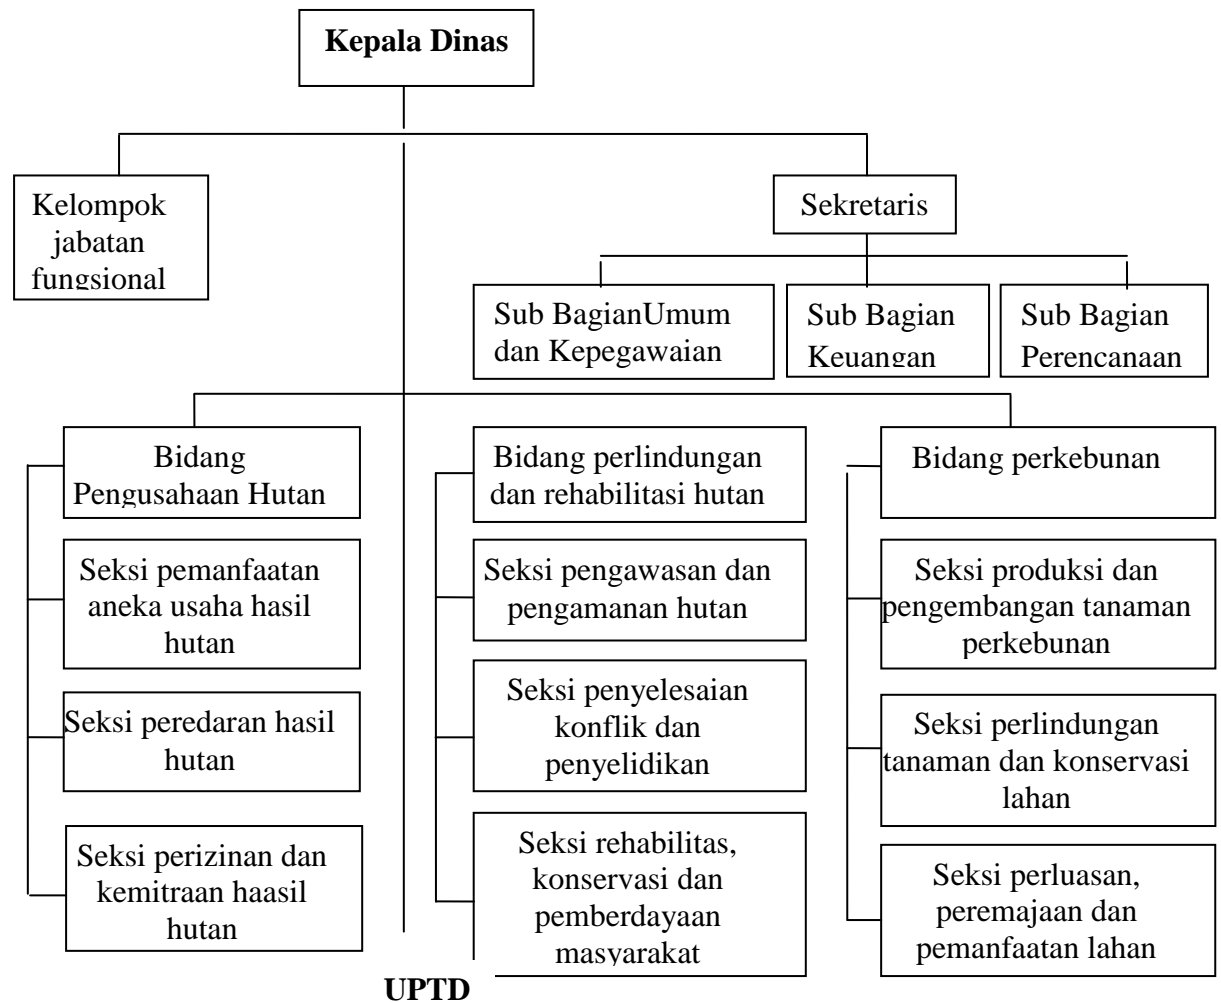 Kepala Dinas
Kelompok
jabatan
fungsional
Sekretaris
Sub BagianUmum
dan Kepegawaian
Sub Bagian
Keuangan
Sub Bagian
Perencanaan
Bidang
Pengusahaan Hutan
Seksi pemanfaatan
aneka usaha hasil
hutan
Seksi peredaran hasil
hutan
Seksi perizinan dan
kemitraan haasil
hutan
Bidang perlindungan
dan rehabilitasi hutan
Seksi pengawasan dan
pengamanan hutan
Seksi penyelesaian
konflik dan
penyelidikan
Seksi rehabilitas,
konservasi dan
pemberdayaan
masyarakat
Bidang perkebunan
Seksi produksi dan
pengembangan tanaman
perkebunan
Seksi perlindungan
tanaman dan konservasi
lahan
Seksi perluasan,
peremajaan dan
pemanfaatan lahan
UPTD